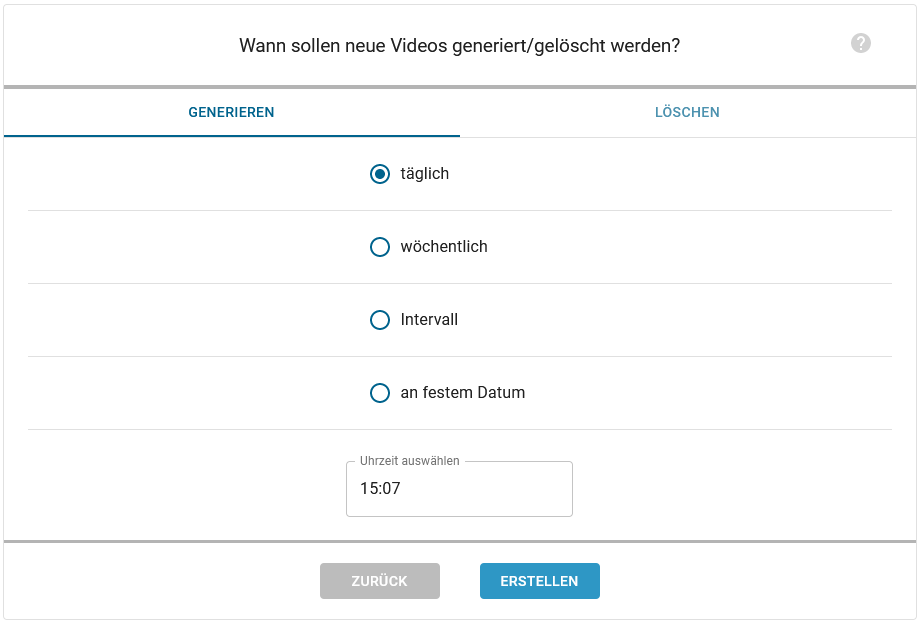 Wann sollen neue Videos generiert/gelöscht werden?
?
GENERIEREN
LÖSCHEN
täglich
wöchentlich
Intervall
an festem Datum
Uhrzeit auswählen
15:07
ZURÜCK
ERSTELLEN